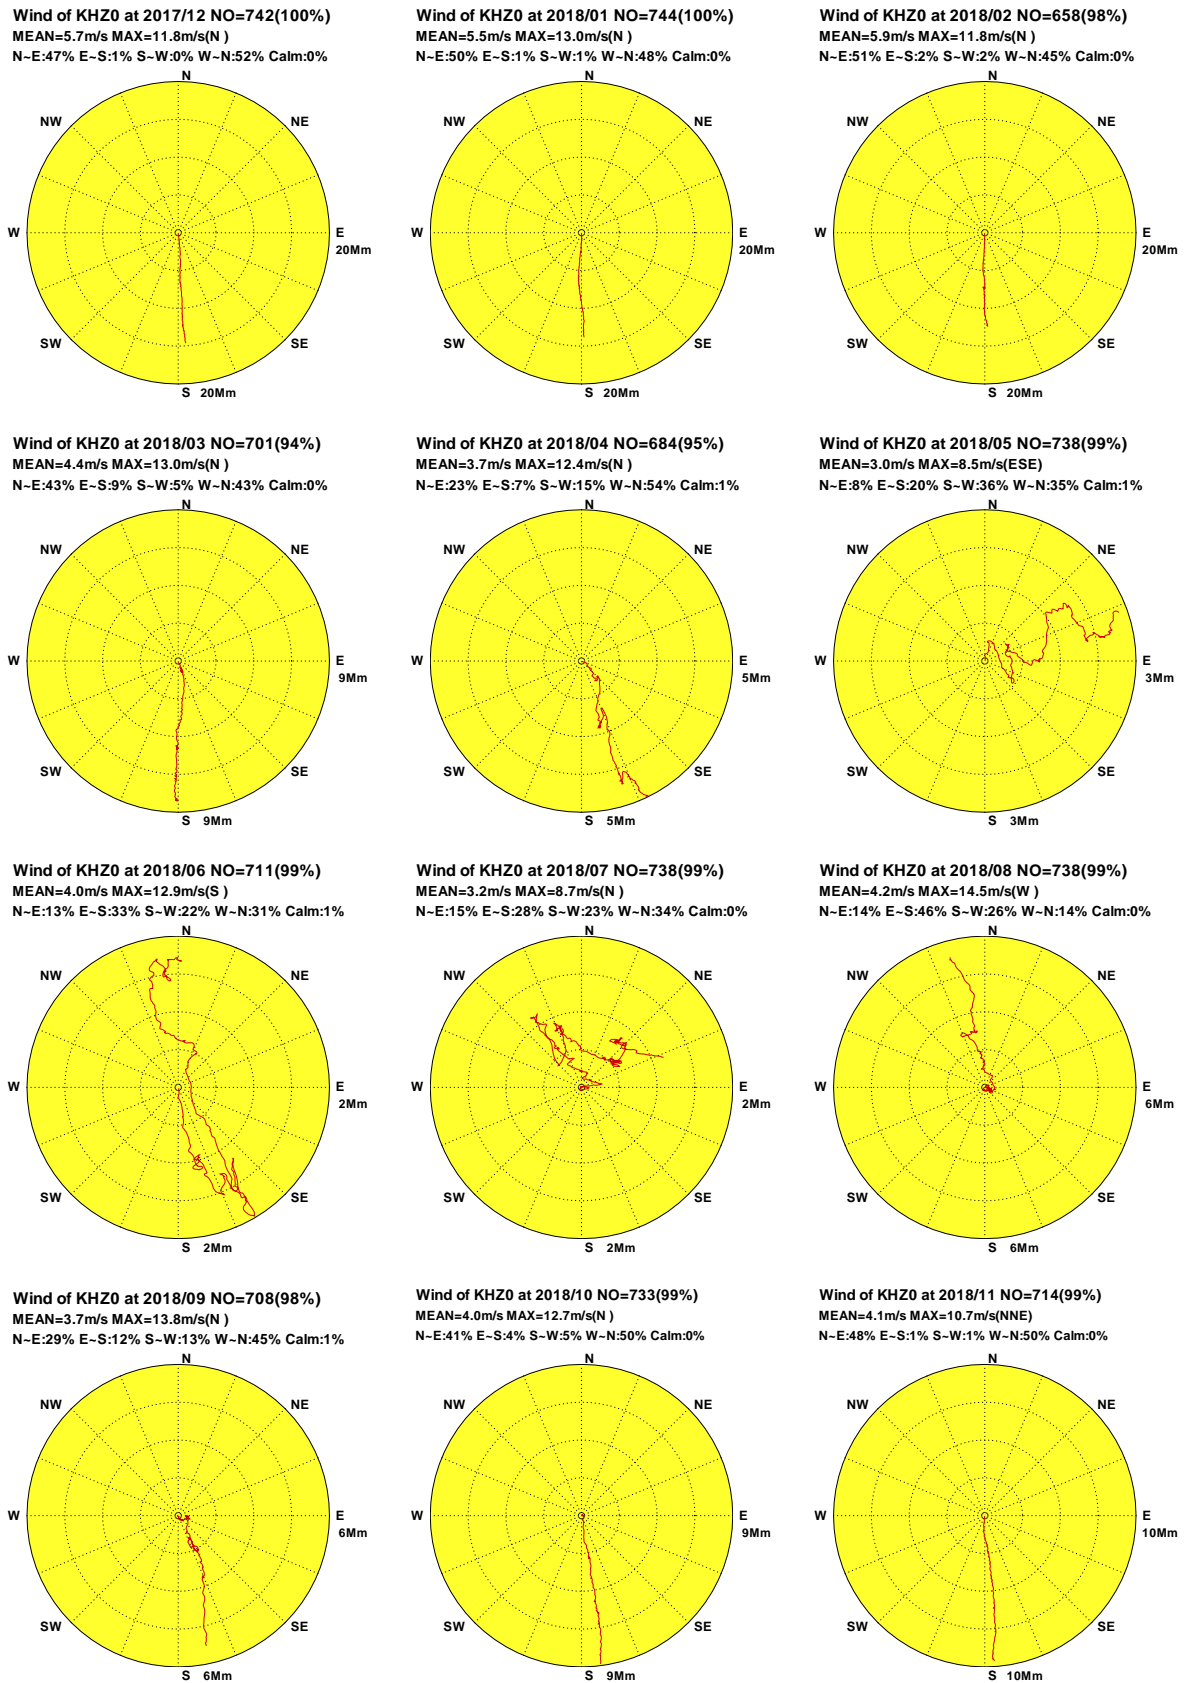 Wind of KHZ0 at 2017/12 NO=742(100%)
MEAN=5.7m/s MAX=11.8m/s(N )
N~E:47% E~S:1% S~W:0% W~N:52% Calm:0%
N
NW
NE
W
E
20Mm
SW
SE
S 20Mm
Wind of KHZ0 at 2018/01 NO=744(100%)
MEAN=5.5m/s MAX=13.0m/s(N )
N~E:50% E~S:1% S~W:1% W~N:48% Calm:0%
N
NW
NE
W
E
20Mm
SW
SE
S 20Mm
Wind of KHZ0 at 2018/02 NO=658(98%)
MEAN=5.9m/s MAX=11.8m/s(N )
N~E:51% E~S:2% S~W:2% W~N:45% Calm:0%
N
NW
NE
W
E
20Mm
SW
SE
S 20Mm
Wind of KHZ0 at 2018/03 NO=701(94%)
MEAN=4.4m/s MAX=13.0m/s(N )
N~E:43% E~S:9% S~W:5% W~N:43% Calm:0%
N
NW
NE
W
E
9Mm
SW
SE
S 9Mm
Wind of KHZ0 at 2018/04 NO=684(95%)
MEAN=3.7m/s MAX=12.4m/s(N )
N~E:23% E~S:7% S~W:15% W~N:54% Calm:1%
N
NW
NE
W
E
5Mm
SW
SE
S 5Mm
Wind of KHZ0 at 2018/05 NO=738(99%)
MEAN=3.0m/s MAX=8.5m/s(ESE)
N~E:8% E~S:20% S~W:36% W~N:35% Calm:1%
N
NW
NE
W
E
3Mm
SW
SE
S 3Mm
Wind of KHZ0 at 2018/06 NO=711(99%)
MEAN=4.0m/s MAX=12.9m/s(S )
N~E:13% E~S:33% S~W:22% W~N:31% Calm:1%
N
NW
NE
W
E
2Mm
SW
SE
S 2Mm
Wind of KHZ0 at 2018/07 NO=738(99%)
MEAN=3.2m/s MAX=8.7m/s(N )
N~E:15% E~S:28% S~W:23% W~N:34% Calm:0%
N
NW
NE
W
E
2Mm
SW
SE
S 2Mm
Wind of KHZ0 at 2018/08 NO=738(99%)
MEAN=4.2m/s MAX=14.5m/s(W )
N~E:14% E~S:46% S~W:26% W~N:14% Calm:0%
N
NW
NE
W
E
6Mm
SW
SE
S 6Mm
Wind of KHZ0 at 2018/09 NO=708(98%)
MEAN=3.7m/s MAX=13.8m/s(N )
N~E:29% E~S:12% S~W:13% W~N:45% Calm:1%
N
NW
NE
W
E
6Mm
SW
SE
S 6Mm
Wind of KHZ0 at 2018/10 NO=733(99%)
MEAN=4.0m/s MAX=12.7m/s(N )
N~E:41% E~S:4% S~W:5% W~N:50% Calm:0%
N
NW
NE
W
E
9Mm
SW
SE
S 9Mm
Wind of KHZ0 at 2018/11 NO=714(99%)
MEAN=4.1m/s MAX=10.7m/s(NNE)
N~E:48% E~S:1% S~W:1% W~N:50% Calm:0%
N
NW
NE
W
E
10Mm
SW
SE
S 10Mm